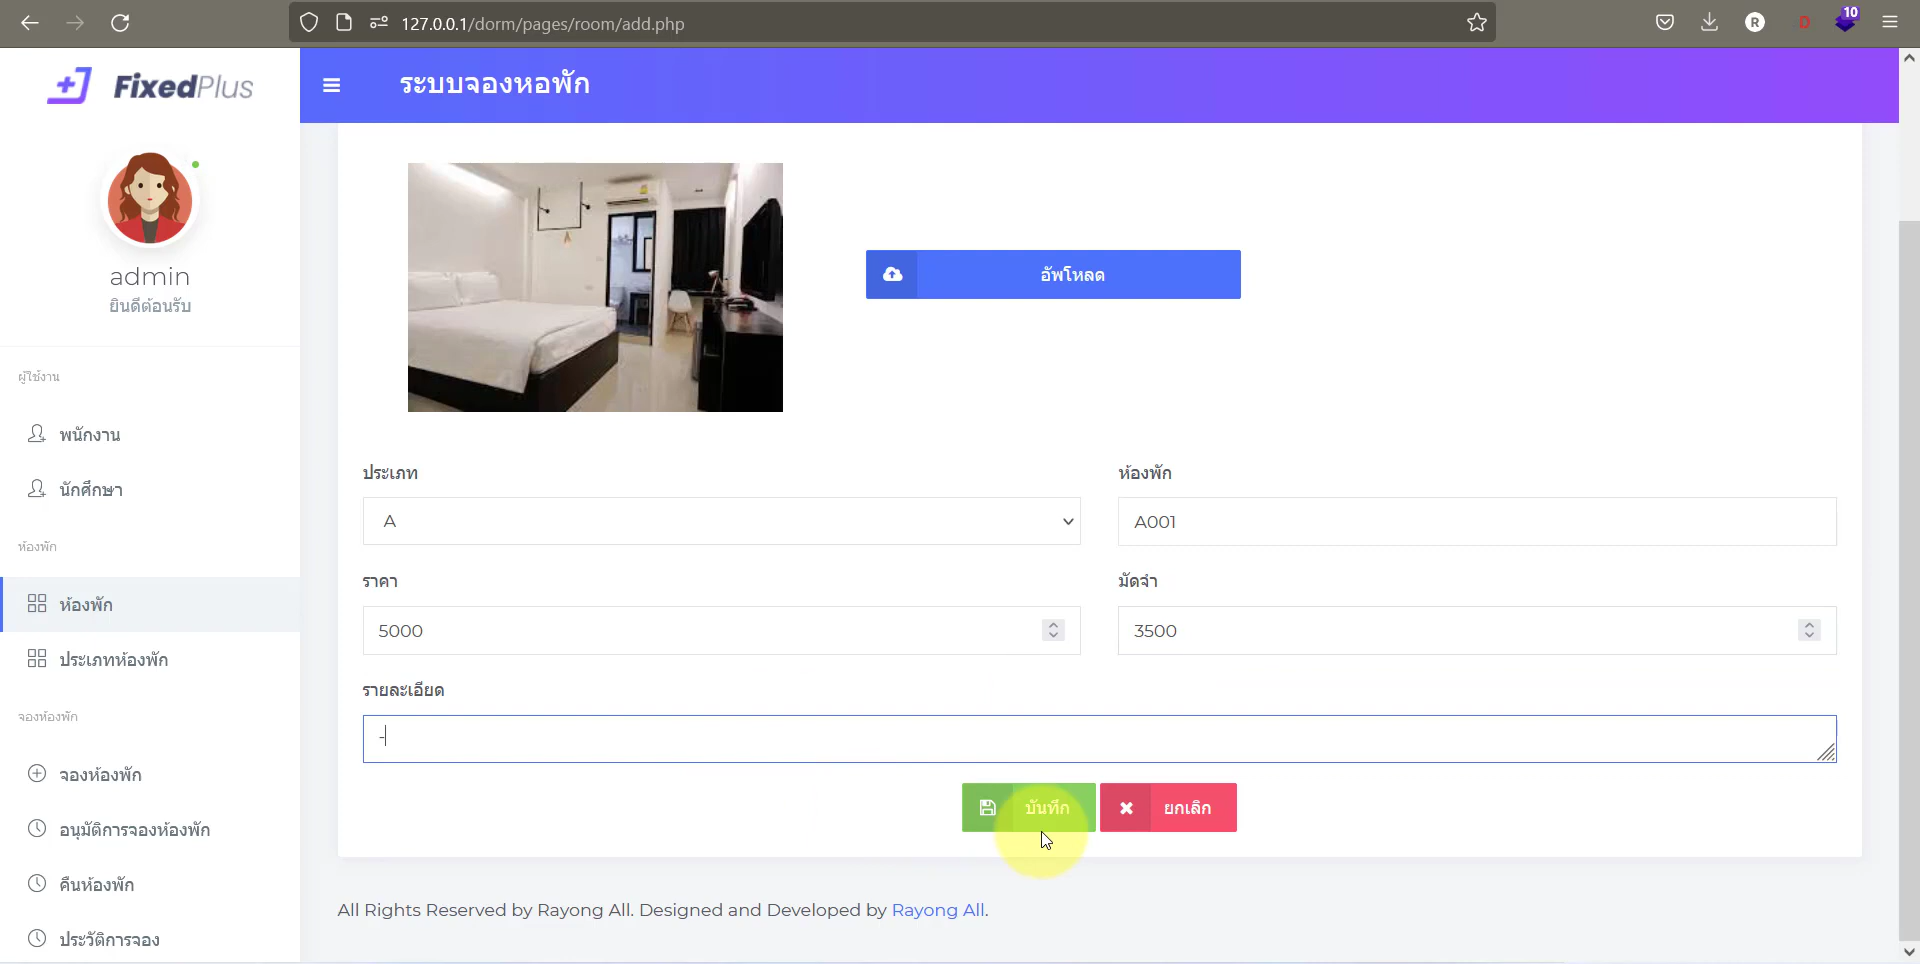 127.0.0.1/dorm/pages/room/add.php
R
D
10
FixedPlus
ระบบจองหอพัก
admin
ยินดีต้อนรับ
ผู้ใช้งาน
พนักงาน
นักศึกษา
ห้องพัก
ห้องพัก
ประเภทห้องพัก
จองห้องพัก
จองห้องพัก
อนุมัติการจองห้องพัก
คืนห้องพัก
ประวัติการจอง
อัพโหลด
ประเภท
ห้องพัก
A
A001
ราคา
มัดจำ
5000
3500
รายละเอียด
-
บันทึก
ยกเลิก
All Rights Reserved by Rayong All. Designed and Developed by Rayong All.